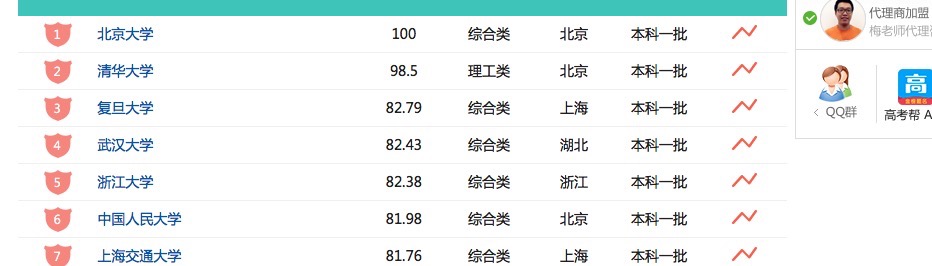 1 北京大学 100 综合类 北京 本科一批
2 清华大学 98.5 理工类 北京 本科一批
3 复旦大学 82.79 综合类 上海 本科一批
4 武汉大学 82.43 综合类 湖北 本科一批
5 浙江大学 82.38 综合类 浙江 本科一批
6 中国人民大学 81.98 综合类 北京 本科一批
7 上海交通大学 81.76 综合类 上海 本科一批
代理商加盟
梅老师代理
高
< QQ群
高考帮 A